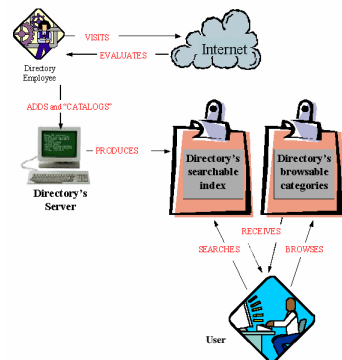 VISITS
Internet
EVALUATES
Directory
Employee
ADDS and "CATALOGS"
PRODUCES
Directory's
searchable
index
Directory's
browsable
categories
Directory's
Server
RECEIVES
SEARCHES
BROWSES
User